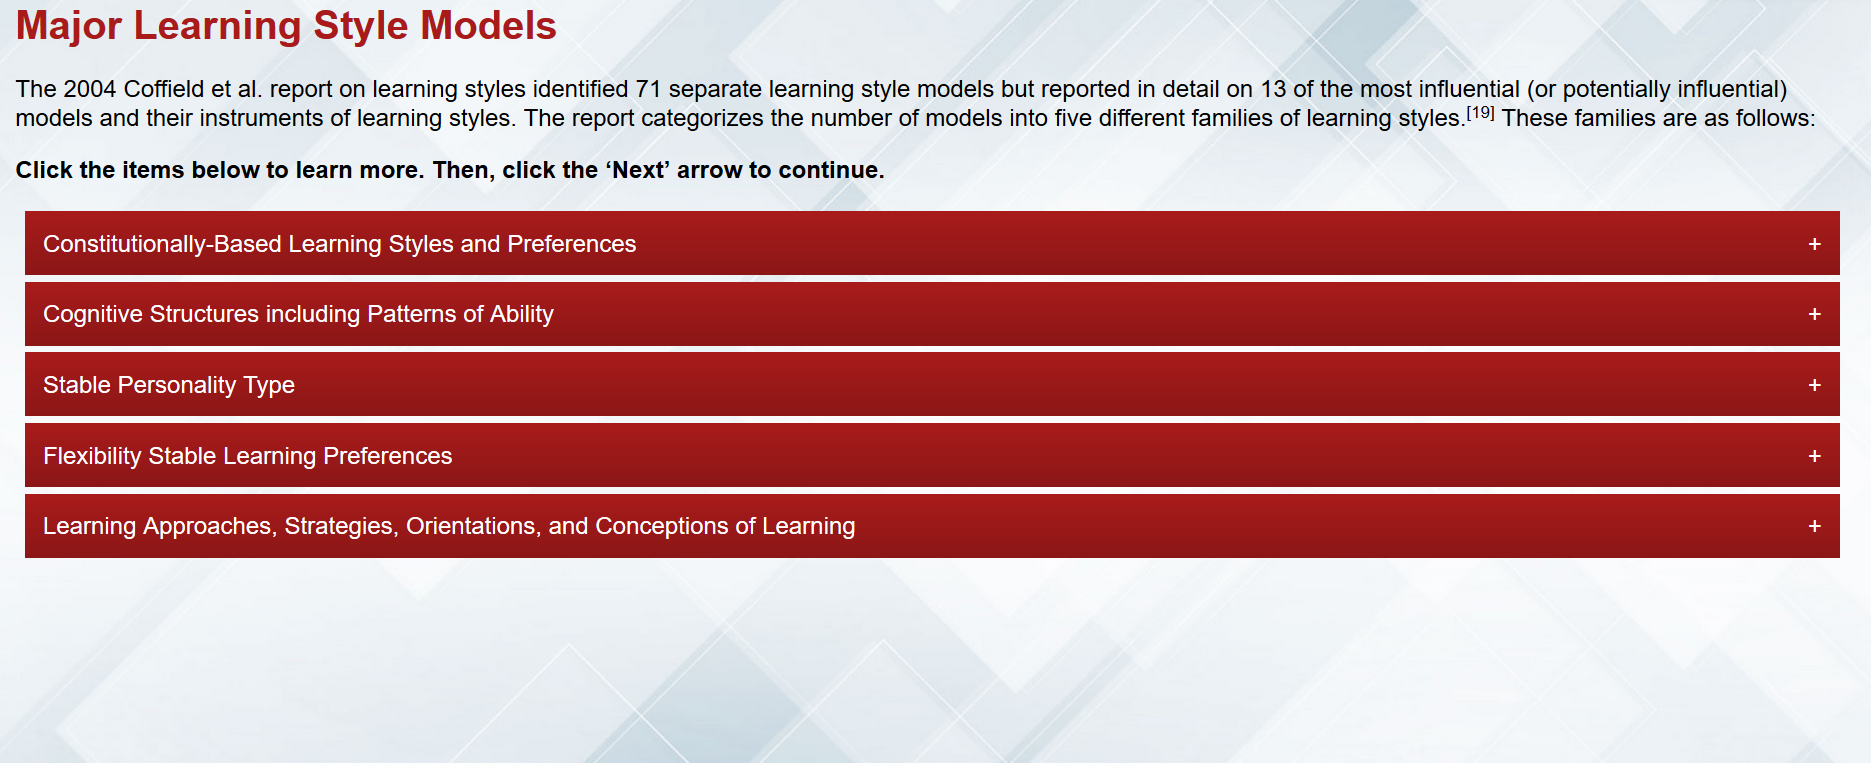 Major Learning Style Models
The 2004 Coffield et al. report on learning styles identified 71 separate learning style models but reported in detail on 13 of the most influential (or potentially influential)
models and their instruments of learning styles. The report categorizes the number of models into five different families of learning styles.[19] These families are as follows:
Click the items below to learn more. Then, click the ‘Next’ arrow to continue.
Constitutionally-Based Learning Styles and Preferences +
Cognitive Structures including Patterns of Ability +
Stable Personality Type +
Flexibility Stable Learning Preferences +
Learning Approaches, Strategies, Orientations, and Conceptions of Learning +